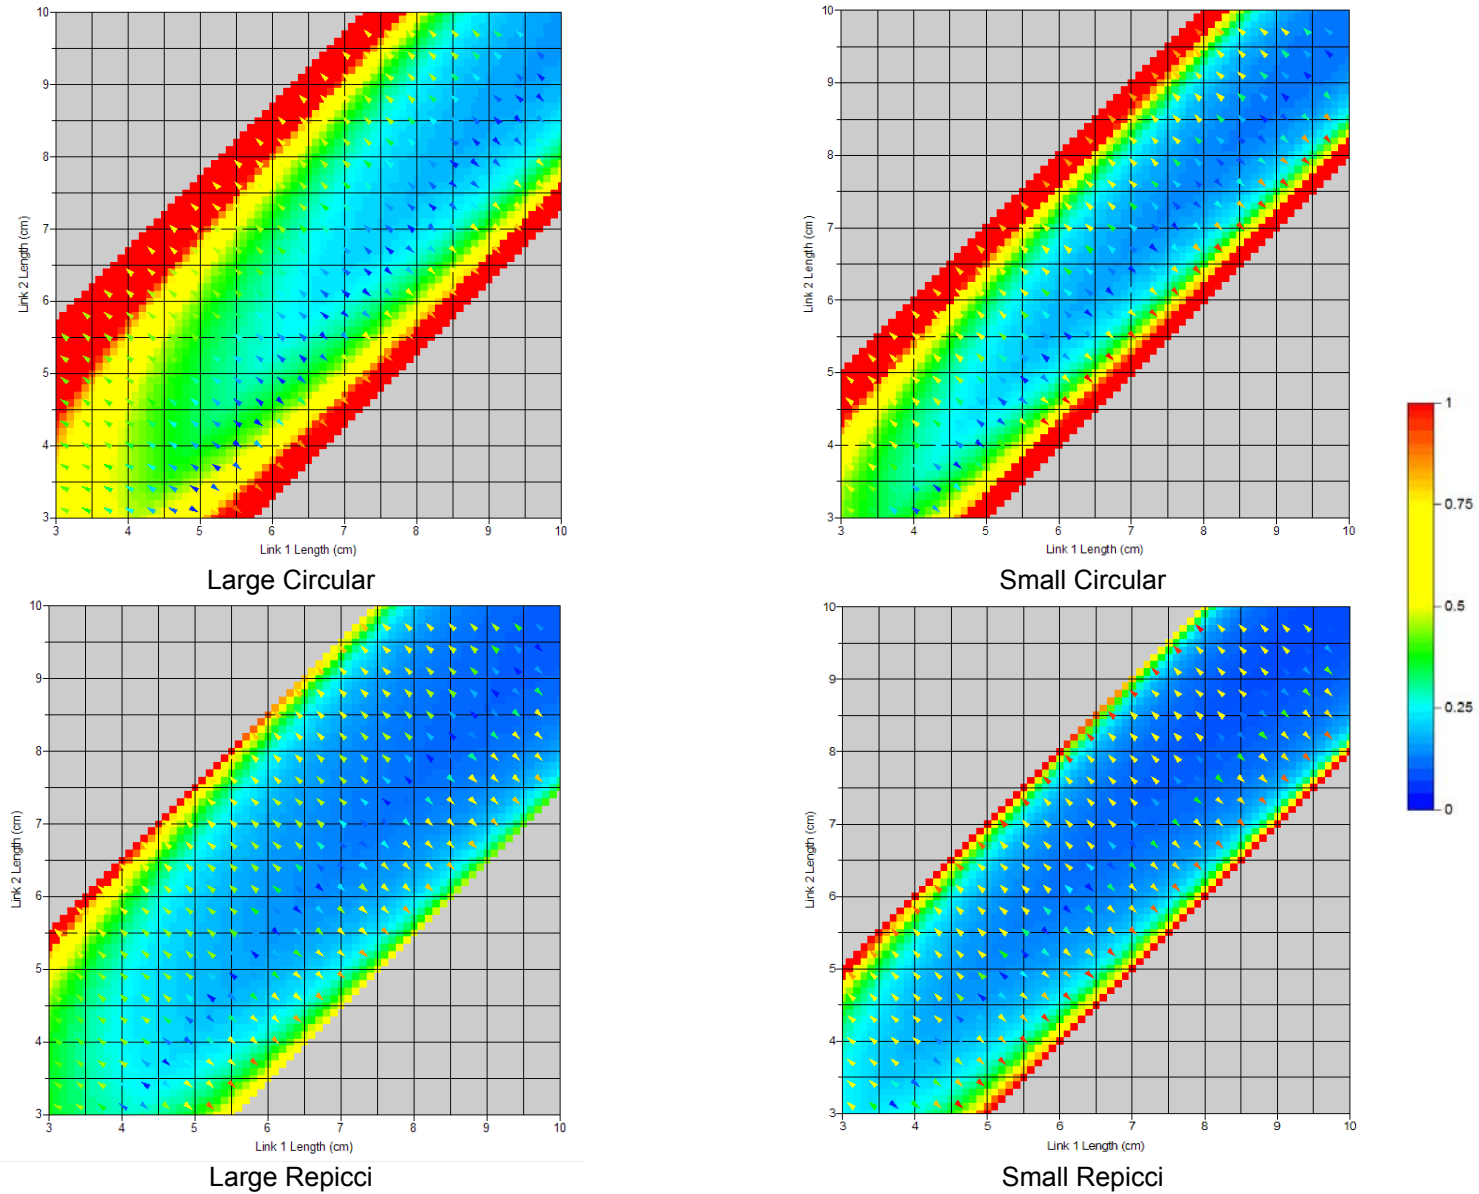 10
9
8
7
6
5
4
3
Link 2 Length (cm)
3 4 5 6 7 8 9 10
Link 1 Length (cm)
Large Circular
10
9
8
7
6
5
4
3
Link 2 Length (cm)
3 4 5 6 7 8 9 10
Link 1 Length (cm)
Small Circular
1
0.75
0.5
0.25
0
10
9
8
7
6
5
4
3
Link 2 Length (cm)
3 4 5 6 7 8 9 10
Link 1 Length (cm)
Large Repicci
10
9
8
7
6
5
4
3
Link 2 Length (cm)
3 4 5 6 7 8 9 10
Link 1 Length (cm)
Small Repicci